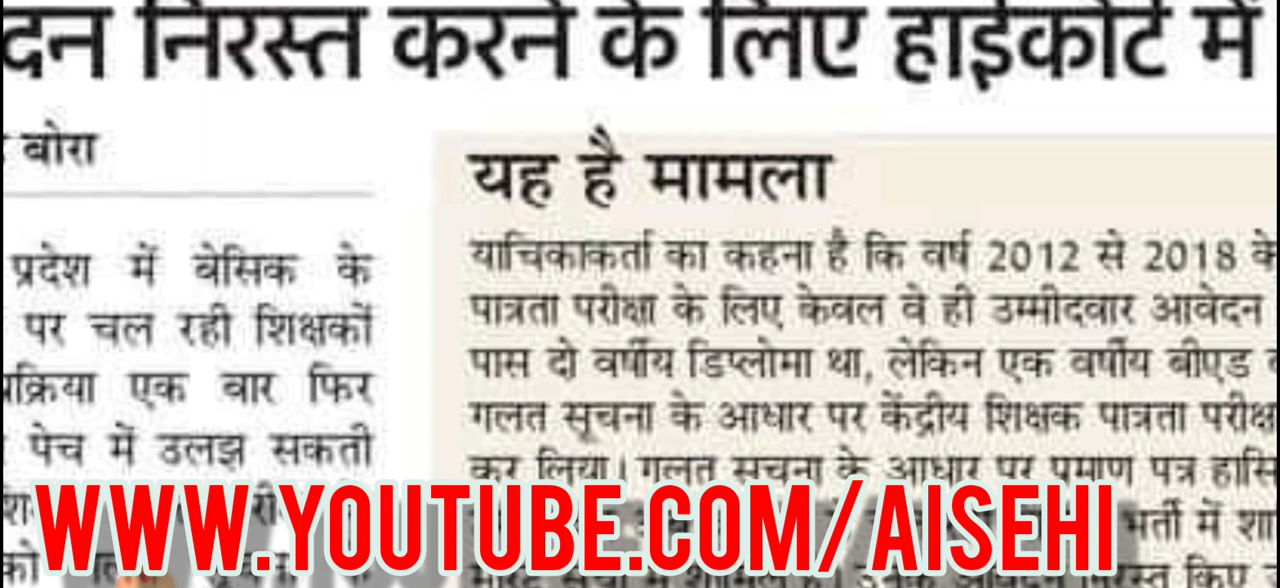 दन निरस्त करने के लिए हाईकोर्ट में
बोरा
प्रदेश में बेसिक के
पर चल रही शिक्षकों
प्रक्रिया एक बार फिर
पेच में उलझ सकती
यह है मामला
याचिकाकर्ता का कहना है कि वर्ष 2012 से 2018 के
पात्रता परीक्षा के लिए केवल वे ही उम्मीदवार आवेदन
पास दो वर्षीय डिप्लोमा था, लेकिन एक वर्षीय बीएड
गलत सूचना के आधार पर केंद्रीय शिक्षक पात्रता परीक्ष
कर लिया। गलत सूचना के आधार पर प्रमाण पत्र हासि
भर्ती में शा
WWW.YOUTUBE.COM/AISEHI